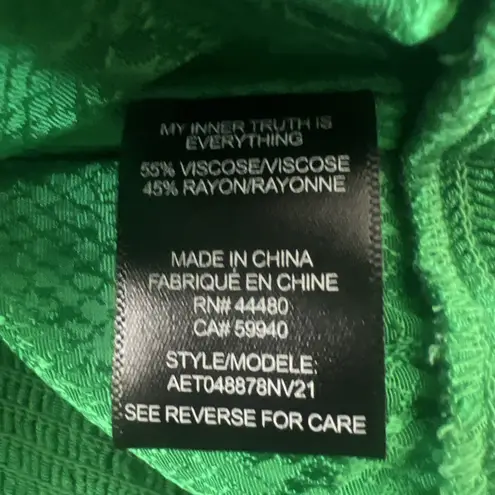 MY INNER TRUTH IS
EVERYTHING
55% VISCOSE/VISCOSE
45% RAYON/RAYONNE
MADE IN CHINA
FABRIQUÉ EN CHINE
RN# 44480
CA# 59940
STYLE/MODELE:
AET048878NV21
SEE REVERSE FOR CARE